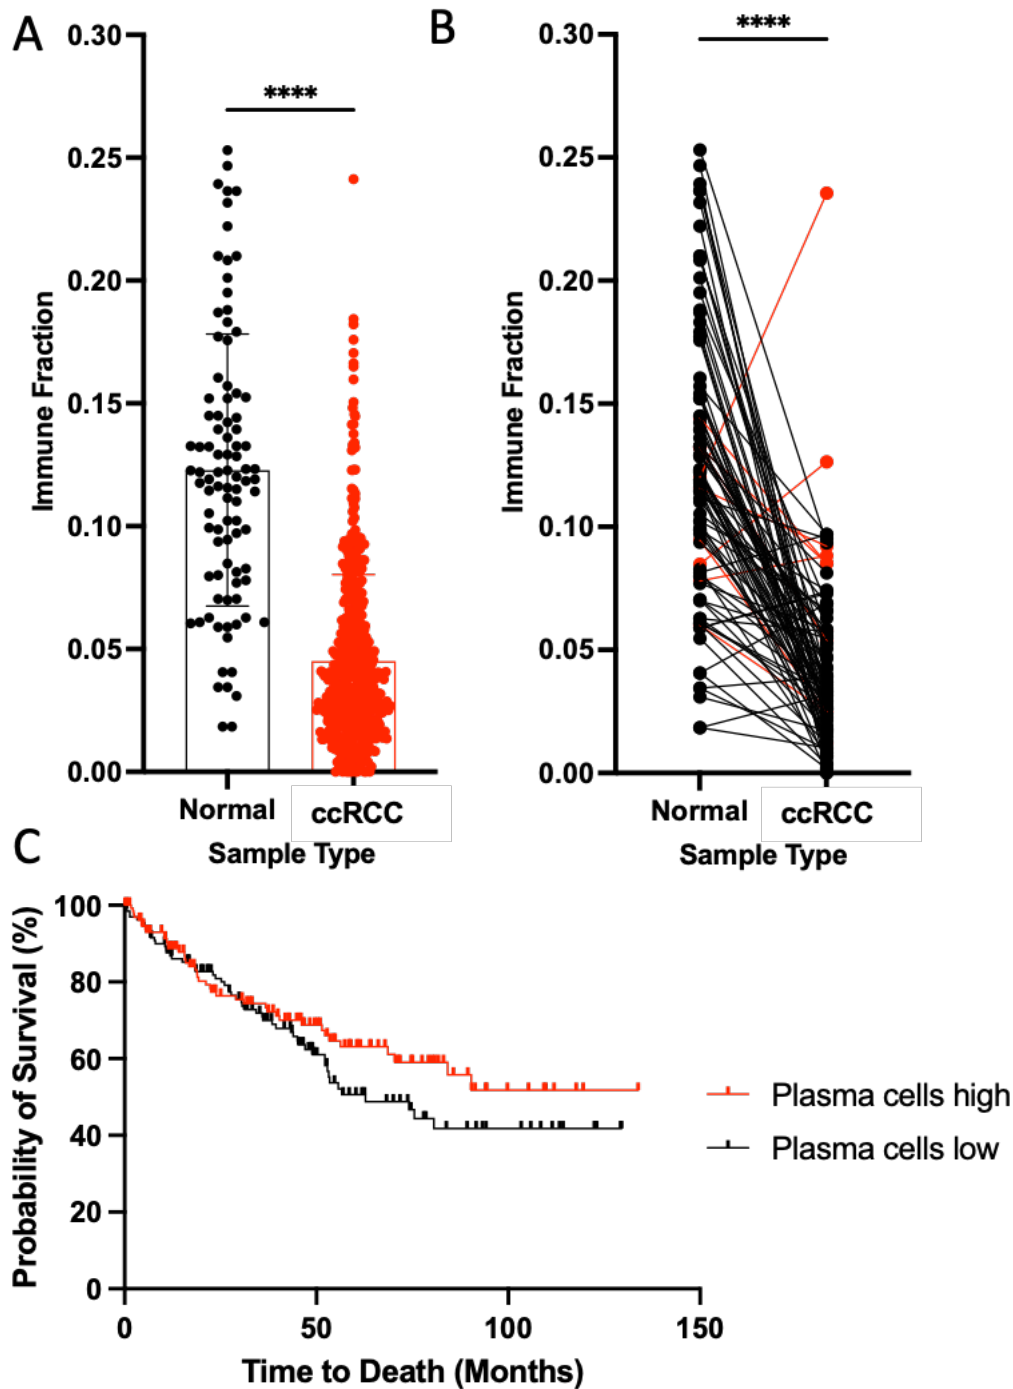 A
0.30
0.25
0.20
0.15
0.10
0.05
0.00
Immune Fraction
****
Normal
ccRCC
Sample Type
B
0.30
0.25
0.20
0.15
0.10
0.05
0.00
Immune Fraction
****
Normal
ccRCC
Sample Type
C
100
80
60
40
20
0
Probability of Survival (%)
0
50
100
150
Time to Death (Months)
Plasma cells high
Plasma cells low